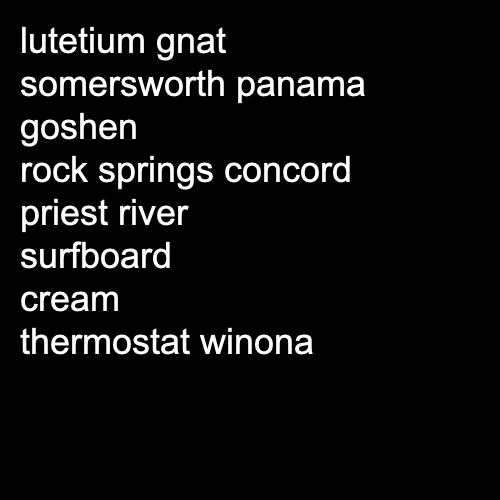 lutetium gnat
somersworth panama
goshen
rock springs concord
priest river
surfboard
cream
thermostat winona